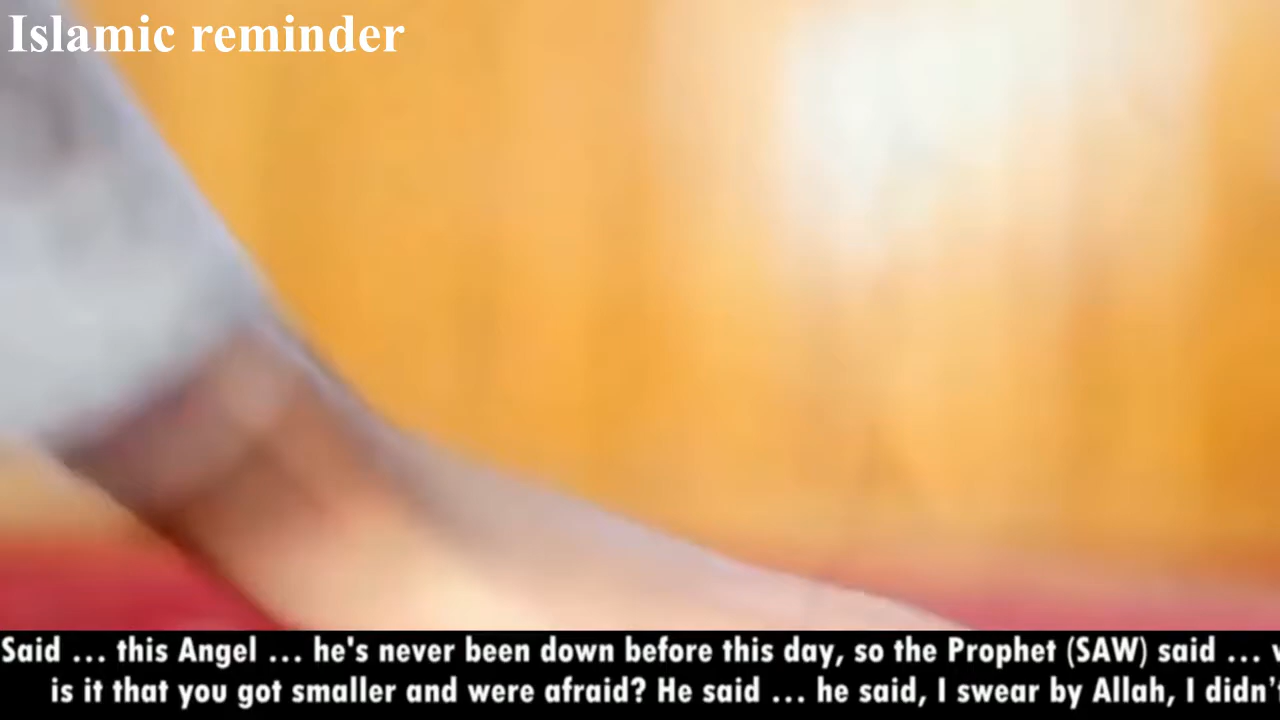 Islamic reminder
Said ... this Angel ... he's never been down before this day, so the Prophet (SAW) said ...
is it that you got smaller and were afraid? He said ... he said, I swear by Allah, I didn't